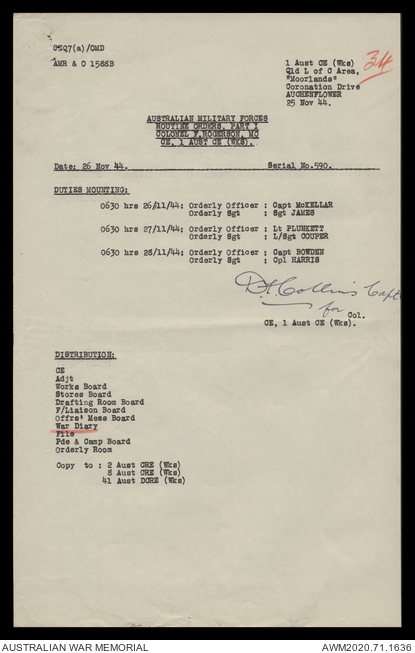 CEQ7(a)/OMD
AMR & O 1588B
34
1 Aust CE (Wks)
Qld L of C Area,
"Moorlands"
Coronation Drive
AUCHENFLOWER
25 Nov 44.
AUSTRALIAN MILITARY FORCES
ROUTINE ORDERS, PART I
COLONEL F.ROGERSON, MC
CE, 1 AUST CE (WKS).
Date: 26 Nov 44. Serial No.590.
DUTIES MOUNTING:
0630 hrs 26/11/44: Orderly Officer : Capt McKELLAR
Orderly Sgt : Sgt JAMES
0630 hrs 27/11/44: Orderly Officer : Lt PLUNKETT
Orderly Sgt : L/Sgt COUPER
0630 hrs 28/11/44: Orderly Officer : Capt BOWDEN
Orderly Sgt : Cpl HARRIS
Collins Capt
for
Col.
CE, 1 Aust CE (Wks).
DISTRIBUTION:
CE
Adjt
Works Board
Stores Board
Drafting Room Board
F/Liaison Board
Offrs' Mess Board
War Diary
File
Pde & Camp Board
Orderly Room
Copy to : 2 Aust CRE (Wks)
8 Aust CRE (Wks)
41 Aust DCRE (Wks)
AUSTRALIAN WAR MEMORIAL
AWM2020.71.1636